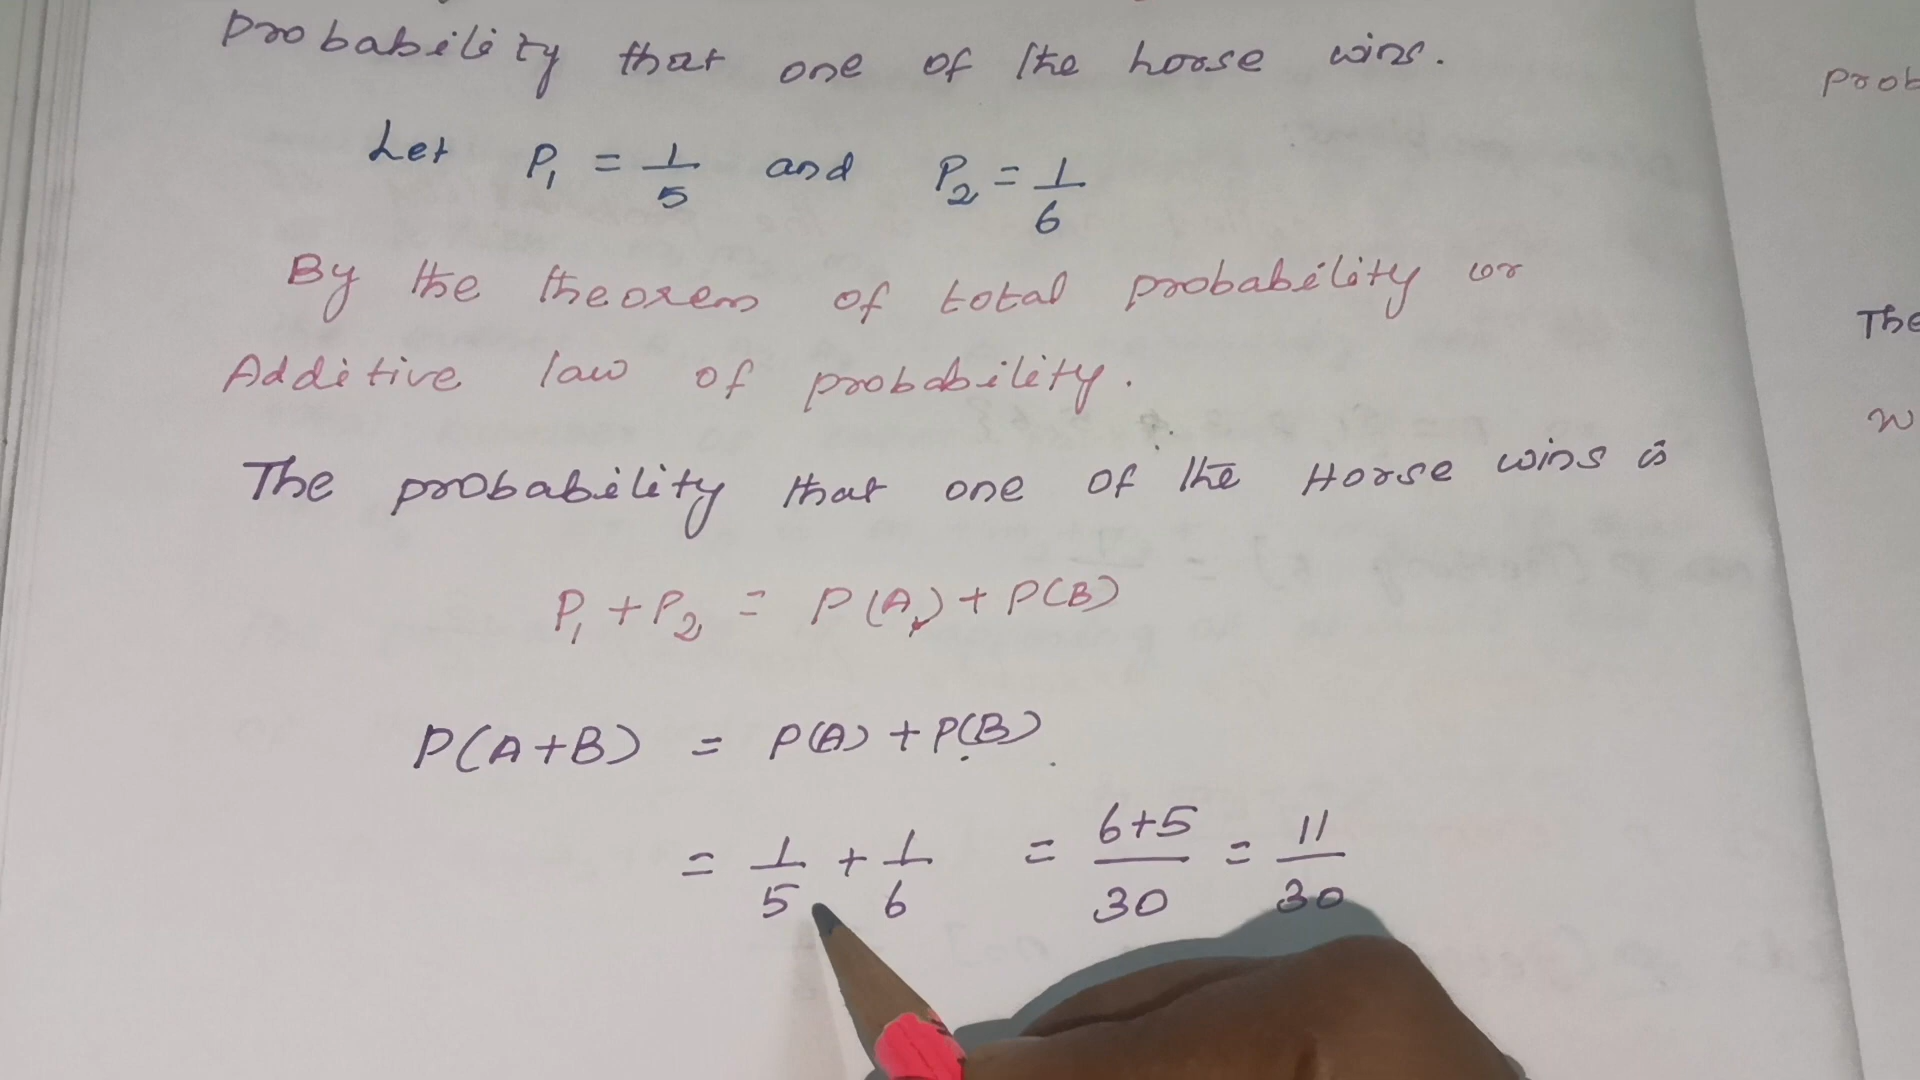 Probability that one of the horse wins.
Let P₁ = 1/5 and P₂ = 1/6
By the theorem of total probability or
Additive law of probability.
The probability that one of the Horse wins is
P₁ + P₂ = P(A) + P(B)
P(A+B) = P(A) + P(B)
= 1/5 + 1/6 = 6+5/30 = 11/30
Prob
The